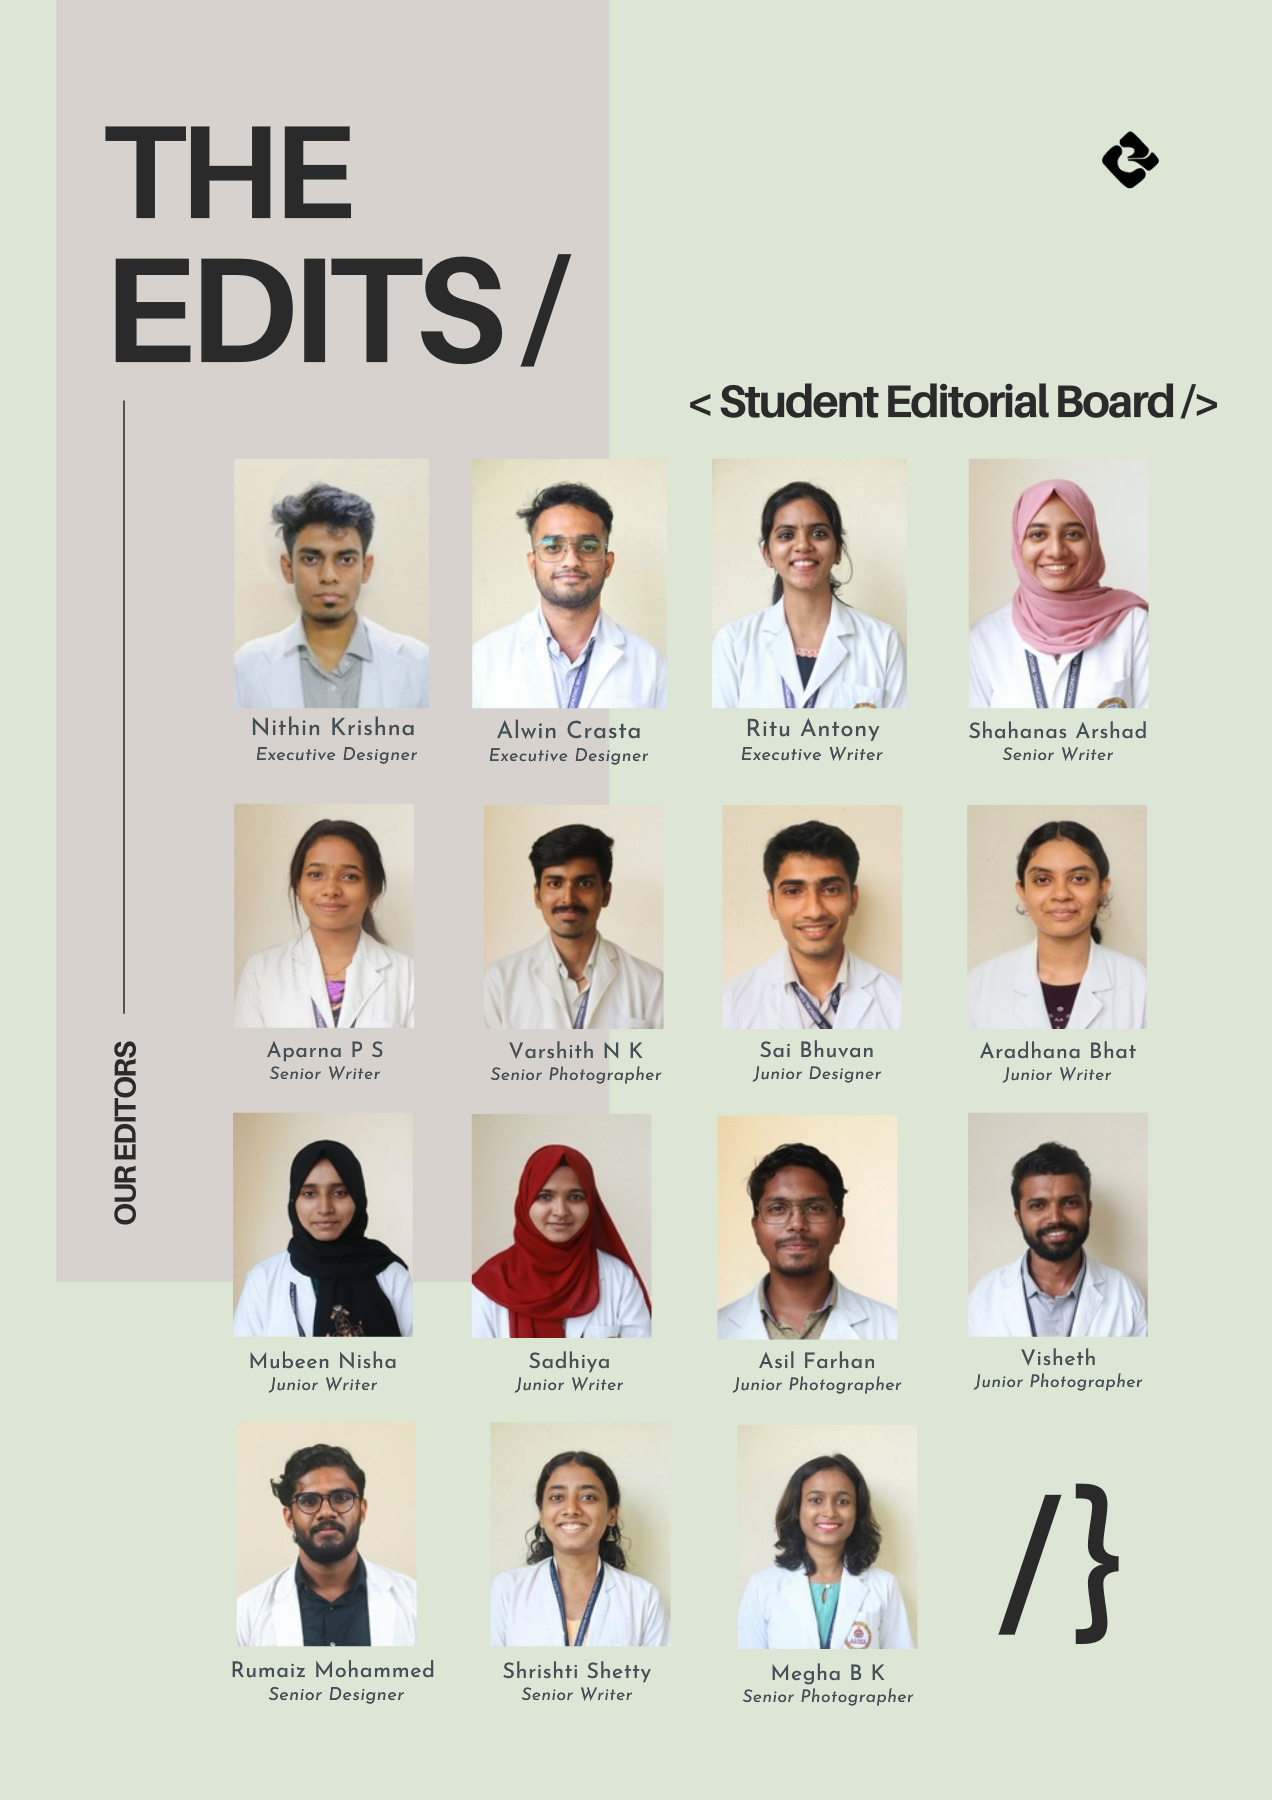 THE
EDITS /
< Student Editorial Board />
OUR EDITORS
Nithin Krishna
Executive Designer
Alwin Crasta
Executive Designer
Ritu Antony
Executive Writer
Shahanas Arshad
Senior Writer
Aparna P S
Senior Writer
Varshith N K
Senior Photographer
Sai Bhuvan
Junior Designer
Aradhana Bhat
Junior Writer
Mubeen Nisha
Junior Writer
Sadhiya
Junior Writer
Asil Farhan
Junior Photographer
Visheth
Junior Photographer
Rumaiz Mohammed
Senior Designer
Shrishti Shetty
Senior Writer
Megha B K
Senior Photographer
/}